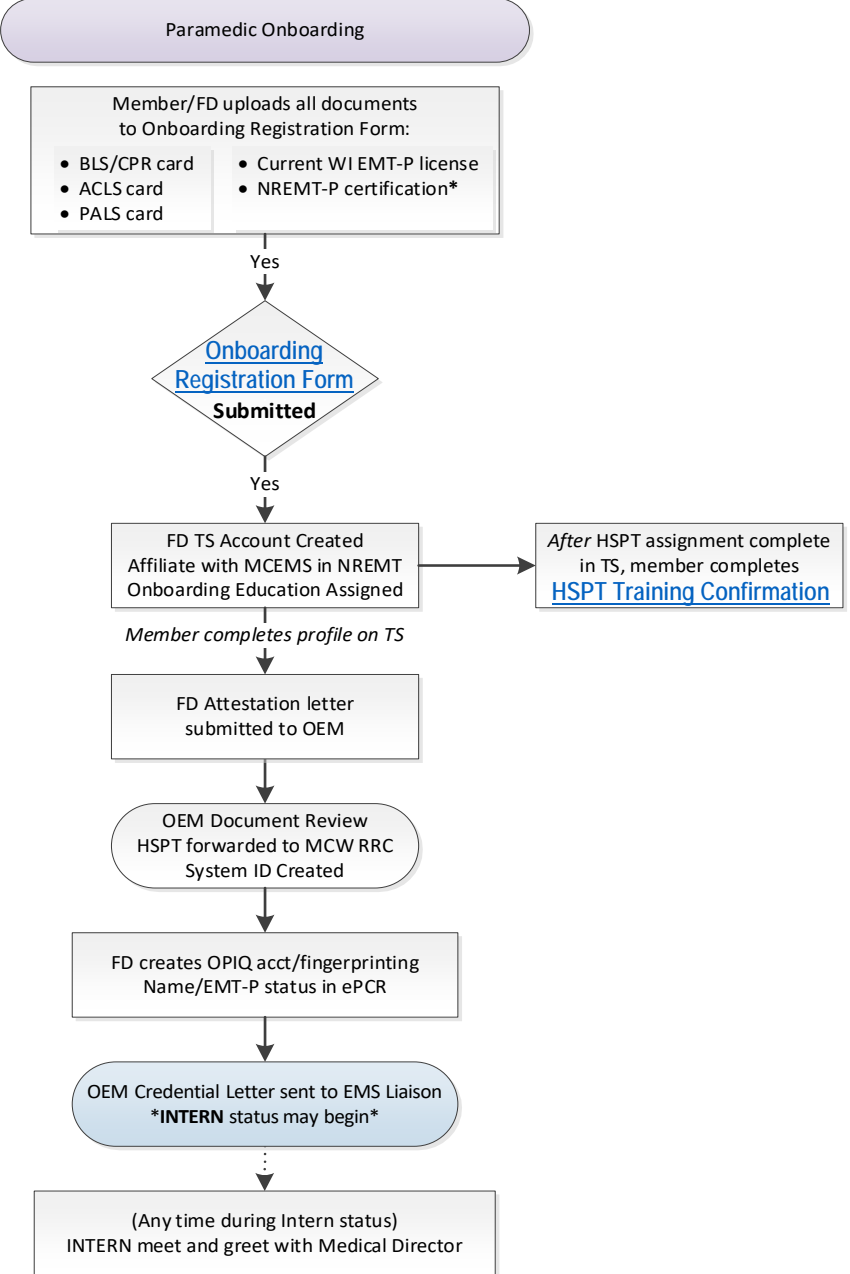 Paramedic Onboarding
Member/FD uploads all documents
to Onboarding Registration Form:
• BLS/CPR card
• ACLS card
• PALS card
• Current WI EMT-P license
• NREMT-P certification*
Yes
Onboarding
Registration Form
Submitted
Yes
FD TS Account Created
Affiliate with MCEMS in NREMT
Onboarding Education Assigned
After HSPT assignment complete
in TS, member completes
HSPT Training Confirmation
Member completes profile on TS
FD Attestation letter
submitted to OEM
OEM Document Review
HSPT forwarded to MCW RRC
System ID Created
FD creates OPIQ acct/fingerprinting
Name/EMT-P status in ePCR
OEM Credential Letter sent to EMS Liaison
*INTERN status may begin*
(Any time during Intern status)
INTERN meet and greet with Medical Director